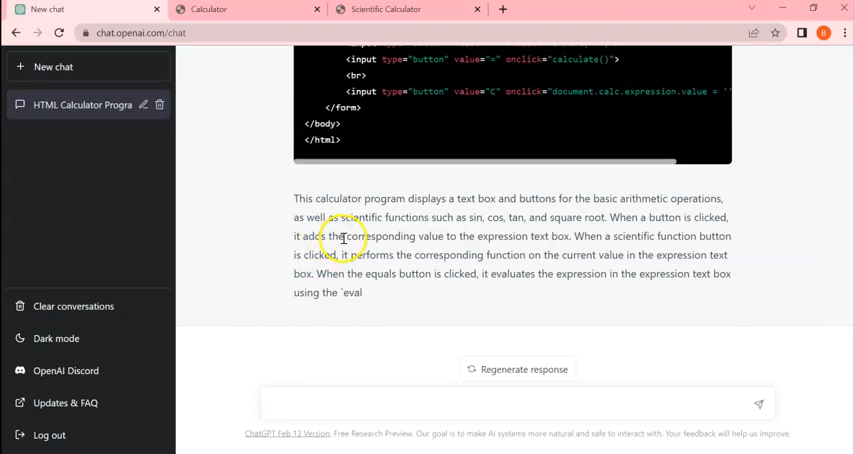 New chat
Calculator
Scientific Calculator
chat.openai.com/chat
B
New chat
HTML Calculator Progra
<input type="button" value="=" onclick="calculate()">
<br>
<input type="button" value="C" onclick="document.calc.expression.value = ''
</form>
</body>
</html>
This calculator program displays a text box and buttons for the basic arithmetic operations,
as well as scientific functions such as sin, cos, tan, and square root. When a button is clicked,
it adds the corresponding value to the expression text box. When a scientific function button
is clicked, it performs the corresponding function on the current value in the expression text
box. When the equals button is clicked, it evaluates the expression in the expression text box
using the `eval
Clear conversations
Dark mode
OpenAI Discord
Updates & FAQ
Log out
Regenerate response
ChatGPT Feb 13 Version. Free Research Preview. Our goal is to make AI systems more natural and safe to interact with. Your feedback will help us improve.